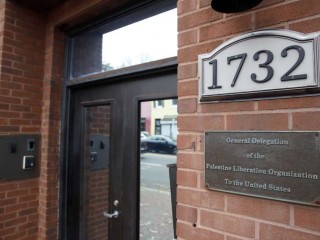 1732
General Delegation
of the
Palestine Liberation Organization
To the United States